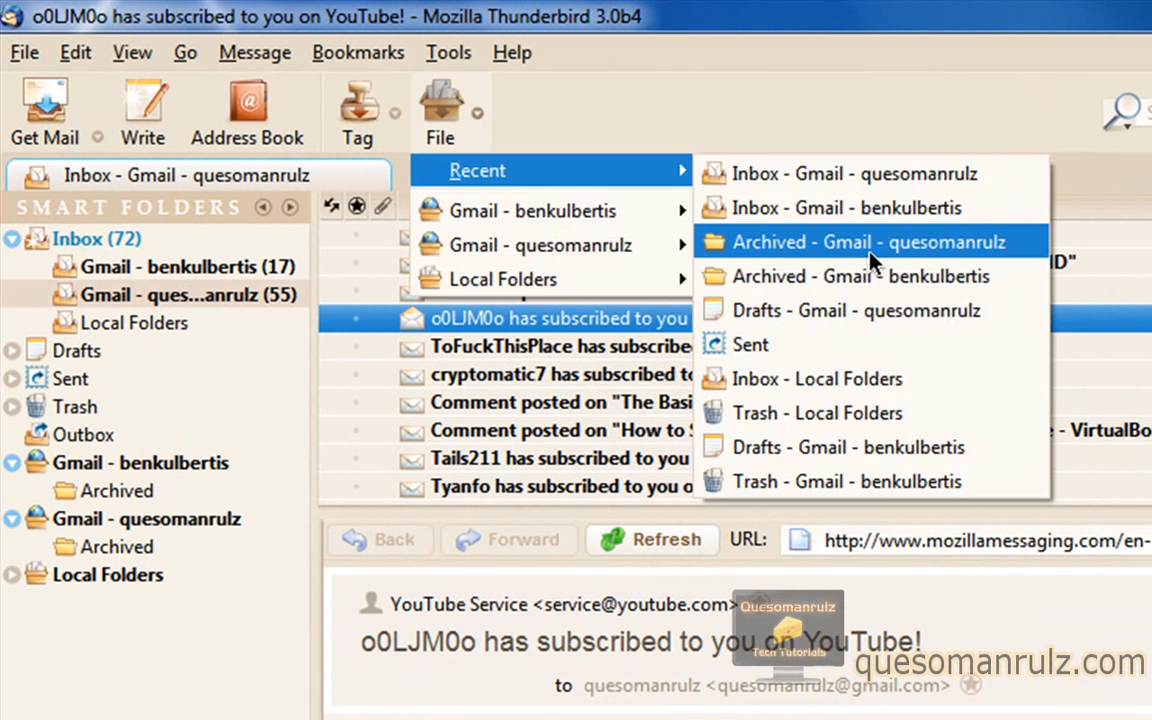 o0LJM0o has subscribed to you on YouTube! - Mozilla Thunderbird 3.0b4
File Edit View Go Message Bookmarks Tools Help
Get Mail Write Address Book Tag File
Inbox - Gmail - quesomanrulz
SMART FOLDERS
Inbox (72)
Gmail - benkulbertis (17)
Gmail - ques...anrulz (55)
Local Folders
Drafts
Sent
Trash
Outbox
Gmail - benkulbertis
Archived
Gmail - quesomanrulz
Archived
Local Folders
Recent
Gmail - benkulbertis
Gmail - quesomanrulz
Local Folders
Inbox - Gmail - quesomanrulz
Inbox - Gmail - benkulbertis
Archived - Gmail - quesomanrulz
Archived - Gmail - benkulbertis
Drafts - Gmail - quesomanrulz
Sent
Inbox - Local Folders
Trash - Local Folders
Drafts - Gmail - benkulbertis
Trash - Gmail - benkulbertis
o0LJM0o has subscribed to you
ToFuckThisPlace has subscribe
cryptomatic7 has subscribed to
Comment posted on "The Basi
Comment posted on "How to S e - VirtualBo
Tails211 has subscribed to you
Tyanfo has subscribed to you o
Back Forward Refresh URL: http://www.mozillamessaging.com/en-
YouTube Service <service@youtube.com>
o0LJM0o has subscribed to you on YouTube!
to quesomanrulz <quesomanrulz@gmail.com>
Quesomanrulz
Tech Tutorials
quesomanrulz.com